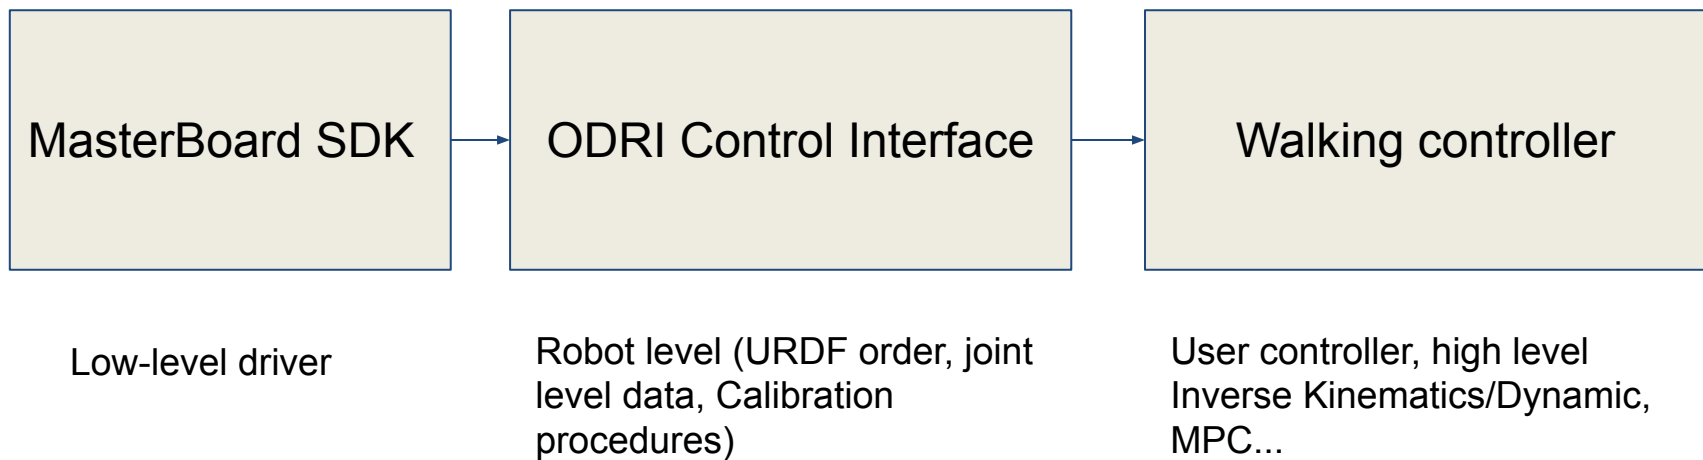 MasterBoard SDK
ODRI Control Interface
Walking controller
Low-level driver
Robot level (URDF order, joint
level data, Calibration
procedures)
User controller, high level
Inverse Kinematics/Dynamic,
MPC...